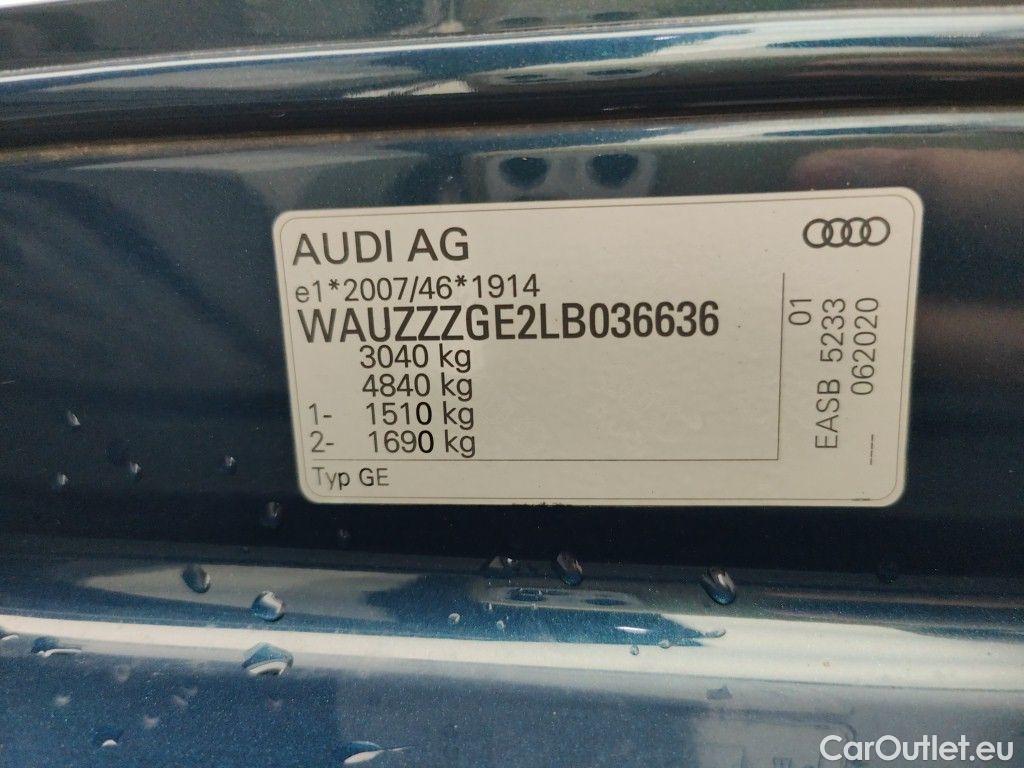 AUDI AG
e1*2007/46*1914
WAUZZZGE2LB036636
3040 kg
4840 kg
1- 1510 kg
2- 1690 kg
Typ GE
01
EASB 5233
062020
----
CarOutlet.eu